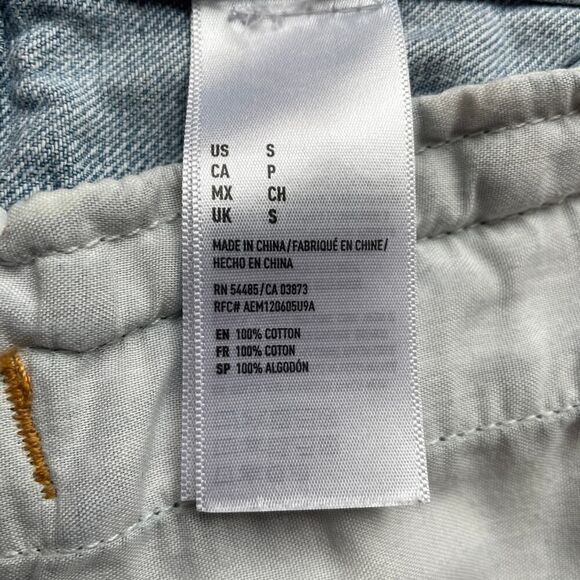 US S
CA P
MX CH
UK S
MADE IN CHINA/FABRIQUÉ EN CHINE/
HECHO EN CHINA
RN 54485/CA 03873
RFC# AEM120605U9A
EN 100% COTTON
FR 100% COTON
SP 100% ALGODÓN